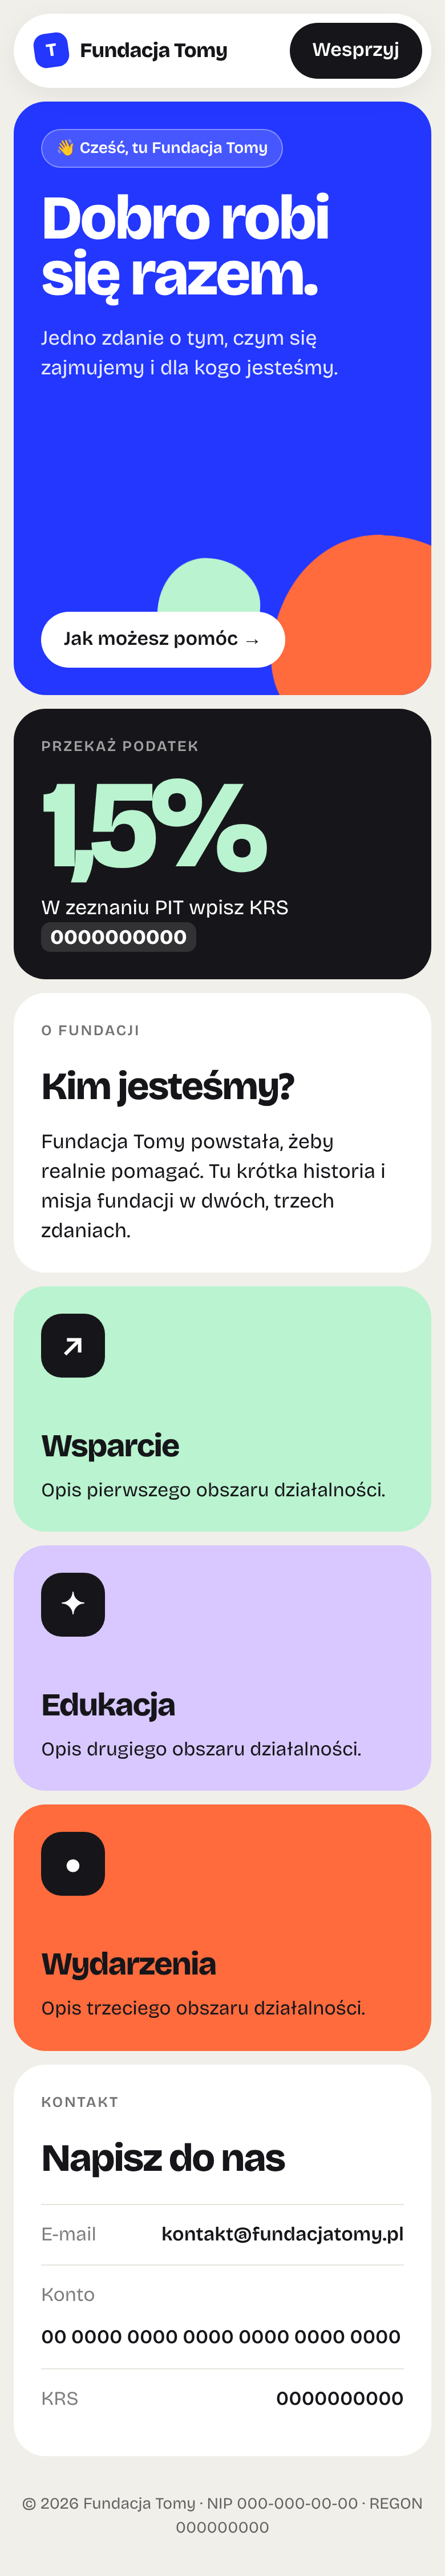 T Fundacja Tomy Wesprzyj
👋 Cześć, tu Fundacja Tomy
Dobro robi
się razem.
Jedno zdanie o tym, czym się
zajmujemy i dla kogo jesteśmy.
Jak możesz pomóc →
PRZEKAŻ PODATEK
1,5%
W zeznaniu PIT wpisz KRS
0000000000
O FUNDACJI
Kim jesteśmy?
Fundacja Tomy powstała, żeby
realnie pomagać. Tu krótka historia i
misja fundacji w dwóch, trzech
zdaniach.
Wsparcie
Opis pierwszego obszaru działalności.
Edukacja
Opis drugiego obszaru działalności.
Wydarzenia
Opis trzeciego obszaru działalności.
KONTAKT
Napisz do nas
E-mail kontakt@fundacjatomy.pl
Konto
00 0000 0000 0000 0000 0000 0000
KRS 0000000000
© 2026 Fundacja Tomy · NIP 000-000-00-00 · REGON
000000000